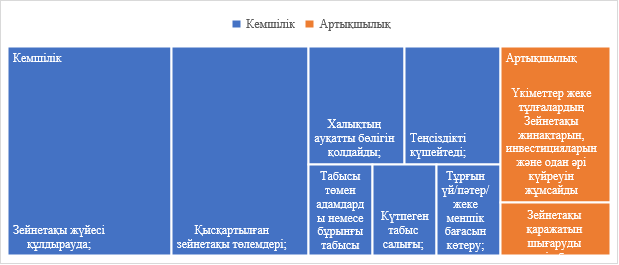 Кемшілік Артықшылық
Кемшілік
Зейнетақы жүйесі
құлдырауда;
Қысқартылған
зейнетақы төлемдері;
Халықтың
ауқатты бөлігін
қолдайды;
Теңсіздікті
күшейтеді;
Табысы
төмен
адамдард
ы немесе
бұрынғы
табысы
Күтпеген
табыс
салығы;
Тұрғын
үй/пәтер/
жеке
меншік
бағасын
көтеру;
Артықшылық
Үкіметтер жеке
тұлғалардың
Зейнетақы
жинақтарын,
инвестицияларын
және одан әрі
күйреуін
жұмсайды
Зейнетақы
қаражатын
шығаруды